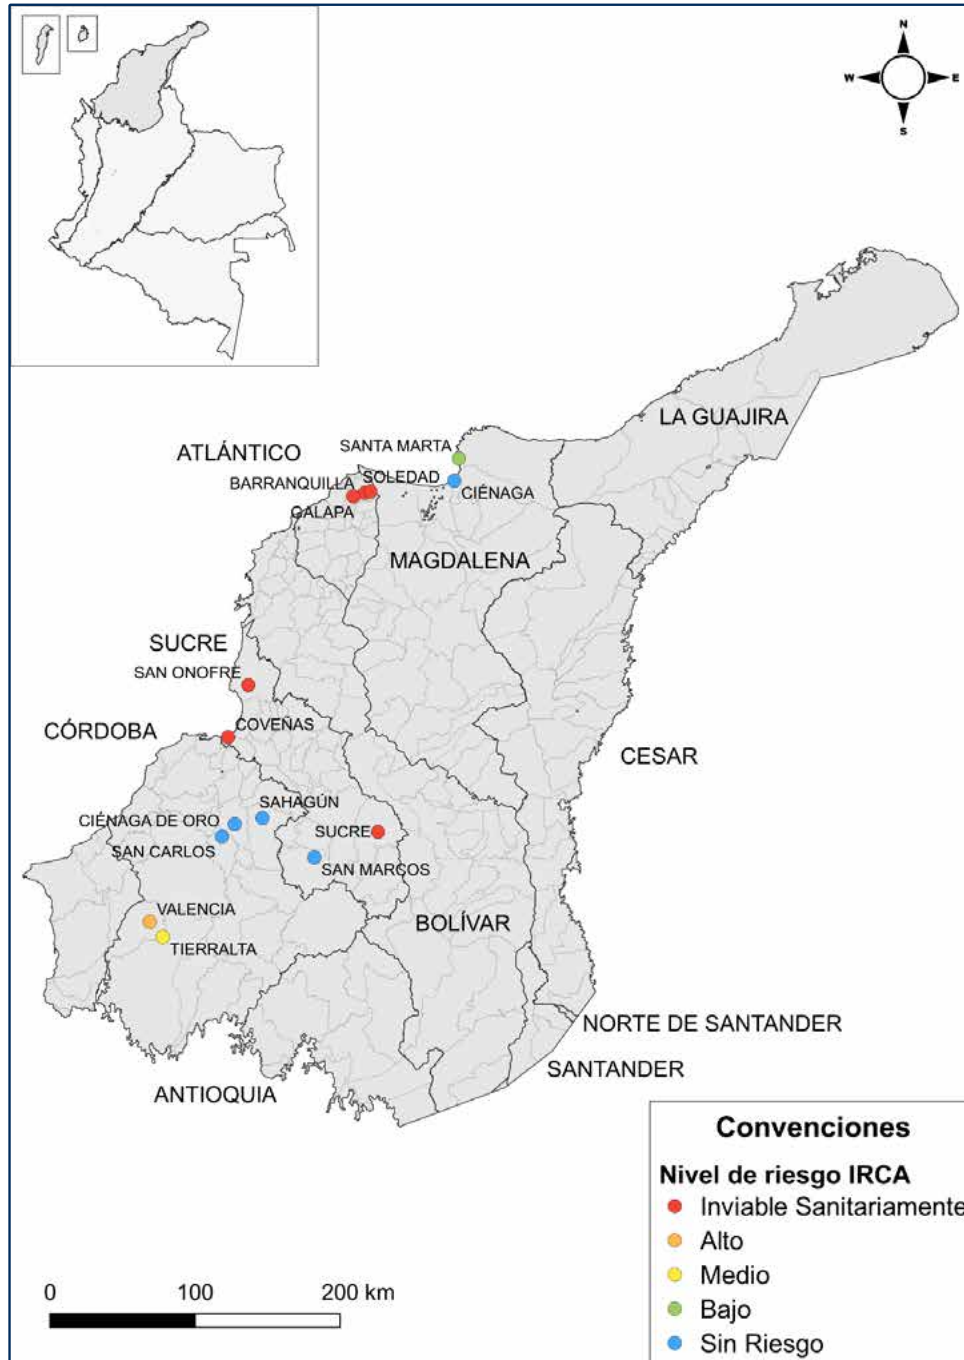 N
W
E
S
LA GUAJIRA
SANTA MARTA
ATLÁNTICO
SOLEDAD
BARRANQUILLA
CIÉNAGA
GALAPA
MAGDALENA
SUCRE
SAN ONOFRE
COVEÑAS
CÓRDOBA
CESAR
SAHAGÚN
CIÉNAGA DE ORO
SUCRE
SAN CARLOS
SAN MARCOS
VALENCIA
BOLÍVAR
TIERRALTA
NORTE DE SANTANDER
SANTANDER
ANTIOQUIA
Convenciones
Nivel de riesgo IRCA
Inviable Sanitariamente
Alto
Medio
Bajo
Sin Riesgo
0 100 200 km